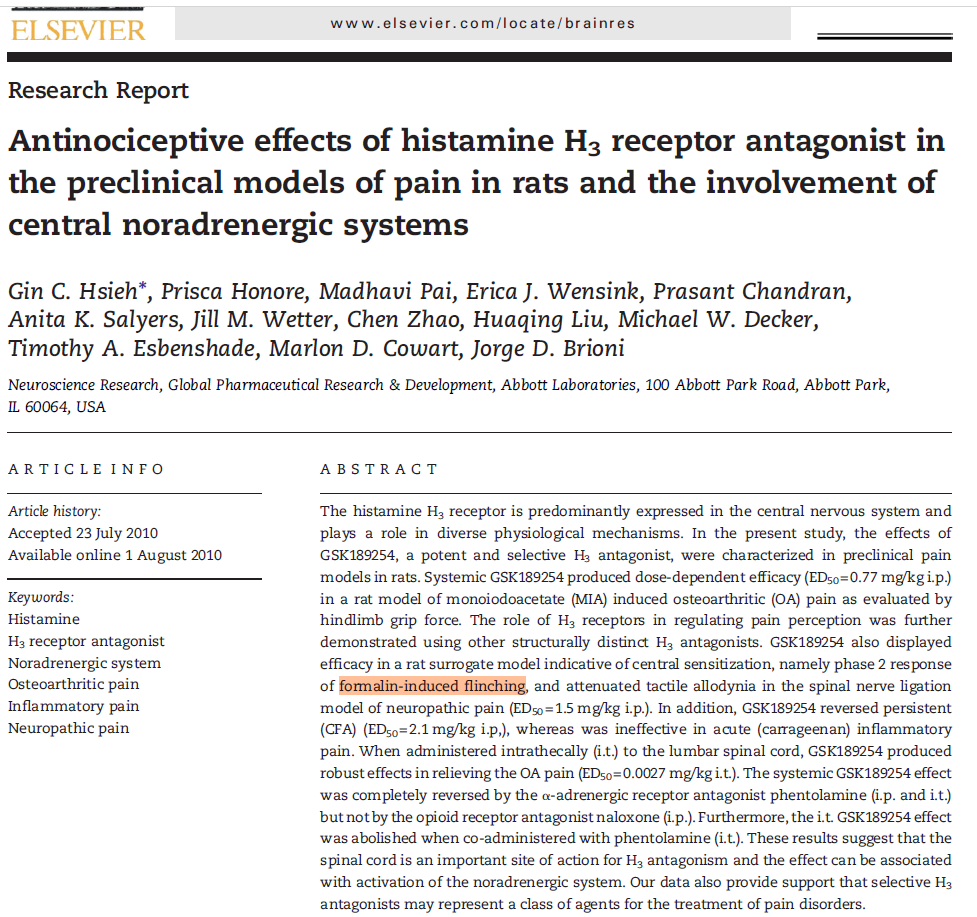 ELSEVIER
www.elsevier.com/locate/brainres
Research Report
Antinociceptive effects of histamine H₃ receptor antagonist in
the preclinical models of pain in rats and the involvement of
central noradrenergic systems
Gin C. Hsieh*, Prisca Honore, Madhavi Pai, Erica J. Wensink, Prasant Chandran,
Anita K. Salyers, Jill M. Wetter, Chen Zhao, Huaqing Liu, Michael W. Decker,
Timothy A. Esbenshade, Marlon D. Cowart, Jorge D. Brioni
Neuroscience Research, Global Pharmaceutical Research & Development, Abbott Laboratories, 100 Abbott Park Road, Abbott Park,
IL 60064, USA
ARTICLE INFO
Article history:
Accepted 23 July 2010
Available online 1 August 2010
Keywords:
Histamine
H₃ receptor antagonist
Noradrenergic system
Osteoarthritic pain
Inflammatory pain
Neuropathic pain
ABSTRACT
The histamine H₃ receptor is predominantly expressed in the central nervous system and
plays a role in diverse physiological mechanisms. In the present study, the effects of
GSK189254, a potent and selective H₃ antagonist, were characterized in preclinical pain
models in rats. Systemic GSK189254 produced dose-dependent efficacy (ED₅₀=0.77 mg/kg i.p.)
in a rat model of monoiodoacetate (MIA) induced osteoarthritic (OA) pain as evaluated by
hindlimb grip force. The role of H₃ receptors in regulating pain perception was further
demonstrated using other structurally distinct H₃ antagonists. GSK189254 also displayed
efficacy in a rat surrogate model indicative of central sensitization, namely phase 2 response
of formalin-induced flinching, and attenuated tactile allodynia in the spinal nerve ligation
model of neuropathic pain (ED₅₀=1.5 mg/kg i.p.). In addition, GSK189254 reversed persistent
(CFA) (ED₅₀=2.1 mg/kg i.p,), whereas was ineffective in acute (carrageenan) inflammatory
pain. When administered intrathecally (i.t.) to the lumbar spinal cord, GSK189254 produced
robust effects in relieving the OA pain (ED₅₀=0.0027 mg/kg i.t.). The systemic GSK189254 effect
was completely reversed by the α-adrenergic receptor antagonist phentolamine (i.p. and i.t.)
but not by the opioid receptor antagonist naloxone (i.p.). Furthermore, the i.t. GSK189254 effect
was abolished when co-administered with phentolamine (i.t.). These results suggest that the
spinal cord is an important site of action for H₃ antagonism and the effect can be associated
with activation of the noradrenergic system. Our data also provide support that selective H₃
antagonists may represent a class of agents for the treatment of pain disorders.